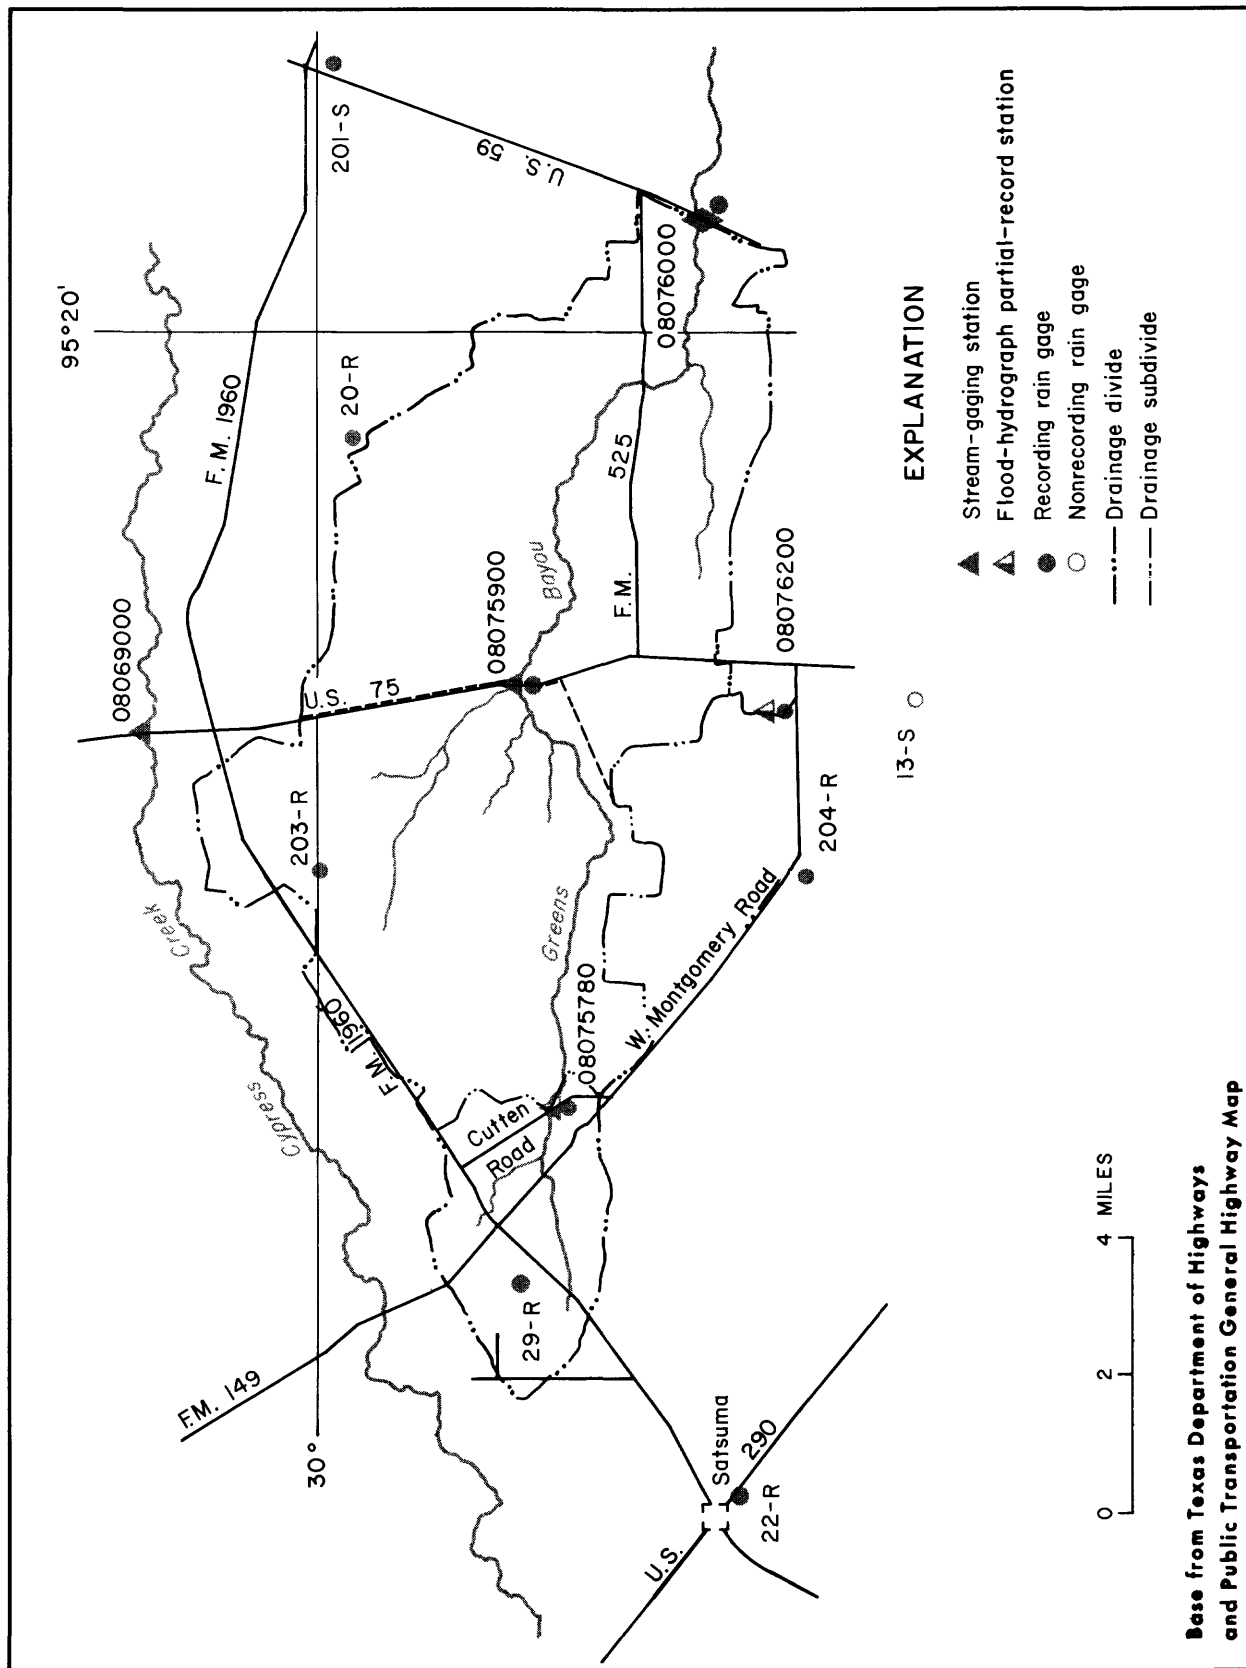 95°20'
F.M. 1960
201-S
U.S. 59
20-R
08069000
U.S. 75
203-R
08075900
Bayou
525
F.M.
08076000
08076200
13-S
204-R
Greens
08075780
W. Montgomery Road
Cypress Creek
F.M. 1960
Cutten
Road
F.M. 149
30°
29-R
Satsuma
U.S. 290
22-R
EXPLANATION
Stream-gaging station
Flood-hydrograph partial-record station
Recording rain gage
Nonrecording rain gage
Drainage divide
Drainage subdivide
0 2 4 MILES
Base from Texas Department of Highways
and Public Transportation General Highway Map